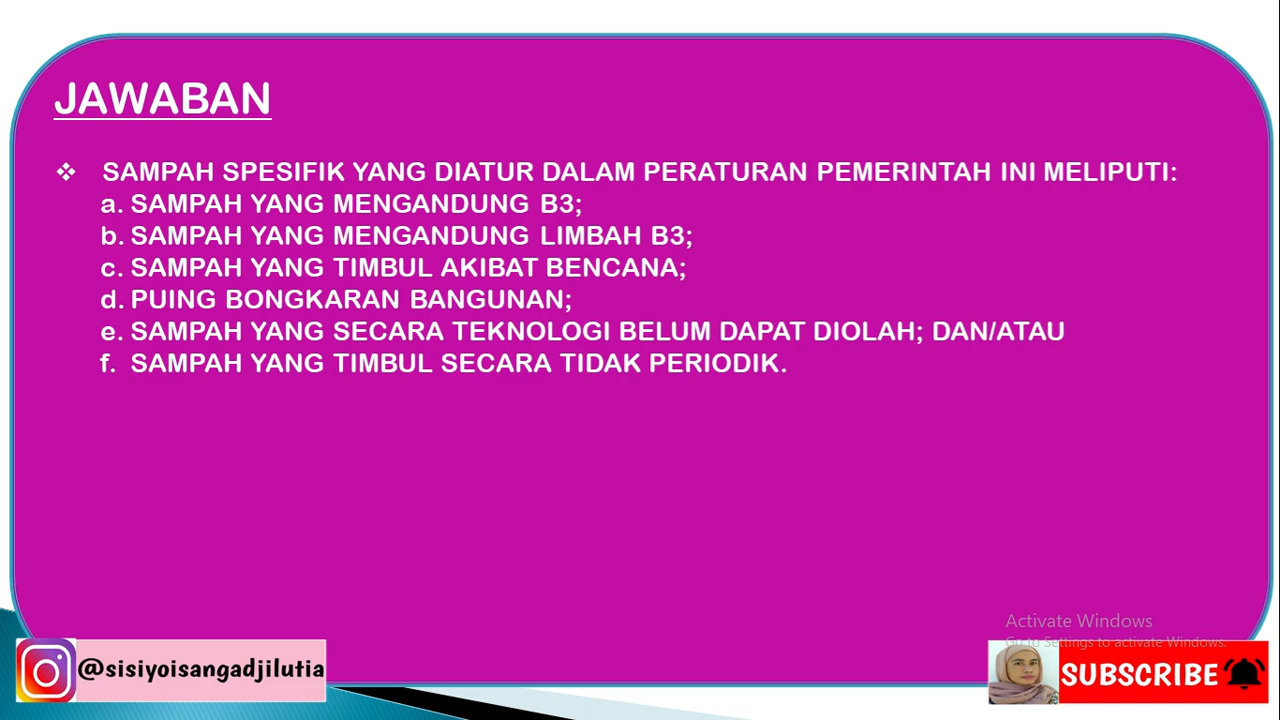 JAWABAN
❖ SAMPAH SPESIFIK YANG DIATUR DALAM PERATURAN PEMERINTAH INI MELIPUTI:
a. SAMPAH YANG MENGANDUNG B3;
b. SAMPAH YANG MENGANDUNG LIMBAH B3;
c. SAMPAH YANG TIMBUL AKIBAT BENCANA;
d. PUING BONGKARAN BANGUNAN;
e. SAMPAH YANG SECARA TEKNOLOGI BELUM DAPAT DIOLAH; DAN/ATAU
f. SAMPAH YANG TIMBUL SECARA TIDAK PERIODIK.
Activate Windows
Go to Settings to activate Windows.
@sisiyoisangadjilutia
SUBSCRIBE